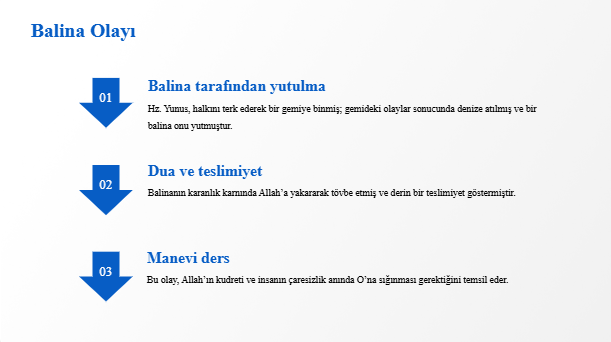 Balina Olayı
01
Balina tarafından yutulma
Hz. Yunus, halkını terk ederek bir gemiye binmiş; gemideki olaylar sonucunda denize atılmış ve bir
balina onu yutmuştur.
02
Dua ve teslimiyet
Balinanın karanlık karnında Allah’a yakararak tövbe etmiş ve derin bir teslimiyet göstermiştir.
03
Manevi ders
Bu olay, Allah’ın kudreti ve insanın çaresizlik anında O’na sığınması gerektiğini temsil eder.